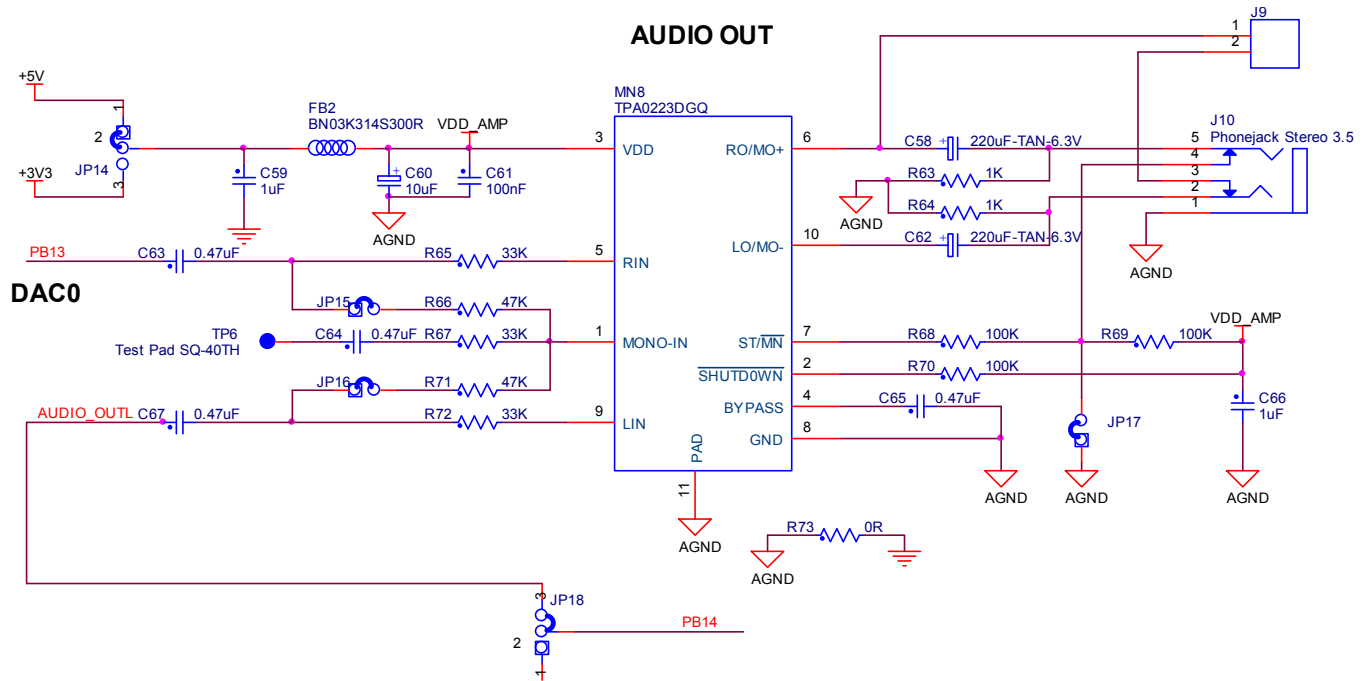 AUDIO OUT
J9
1
2
+5V
1
2
JP14
+3V3
3
FB2
BN03K314S300R
VDD_AMP
C59
1uF
+
C60
10uF
C61
100nF
AGND
MN8
TPA0223DGQ
3
VDD
RO/MO+
6
5
RIN
LO/MO-
10
1
MONO-IN
ST/MN
7
SHUTD0WN
2
9
LIN
BYPASS
4
GND
8
PAD
11
AGND
C58
+
220uF-TAN-6.3V
R63
1K
AGND
R64
1K
C62
+
220uF-TAN-6.3V
J10
Phonejack Stereo 3.5
5
4
3
2
1
AGND
PB13
C63
0.47uF
R65
33K
DAC0
JP15
R66
47K
TP6
Test Pad SQ-40TH
C64
0.47uF
R67
33K
JP16
R71
47K
AUDIO_OUTL
C67
0.47uF
R72
33K
R68
100K
R69
100K
VDD_AMP
R70
100K
C65
0.47uF
JP17
C66
1uF
AGND
AGND
AGND
R73
0R
AGND
3
JP18
2
PB14
1